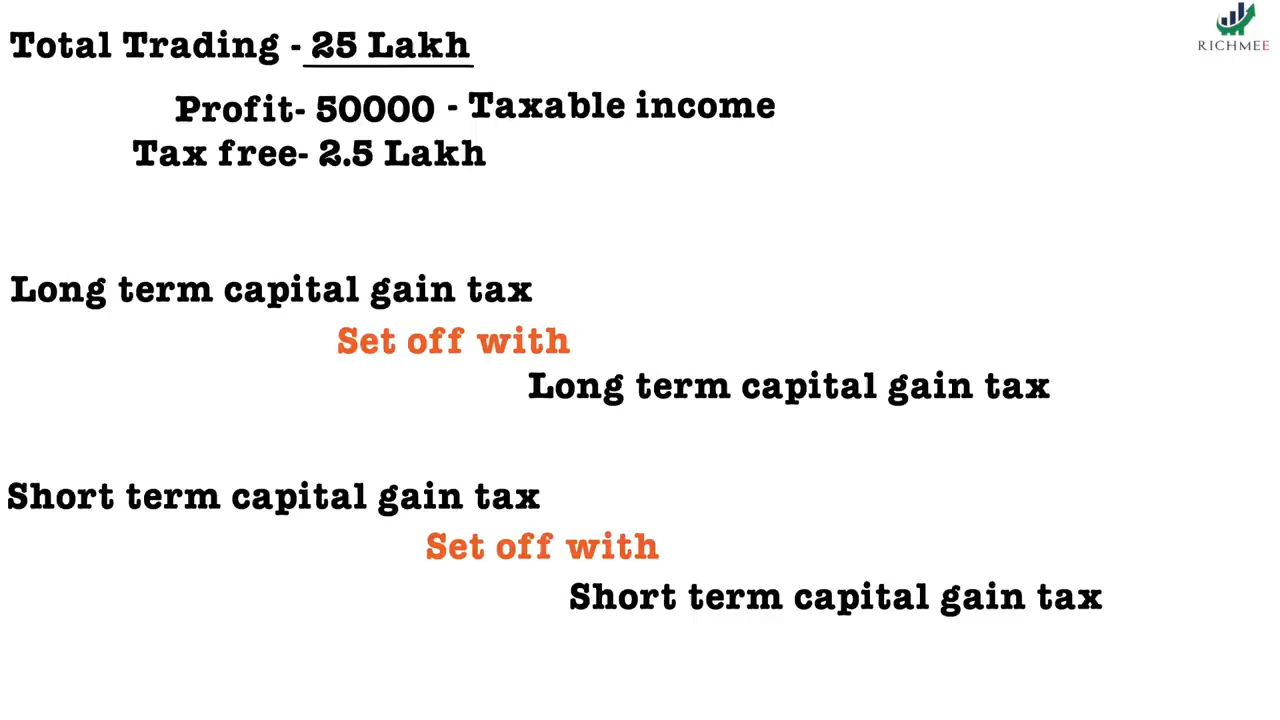 Total Trading - 25 Lakh
RICHMEE
Profit- 50000 - Taxable income
Tax free- 2.5 Lakh
Long term capital gain tax
Set off with
Long term capital gain tax
Short term capital gain tax
Set off with
Short term capital gain tax